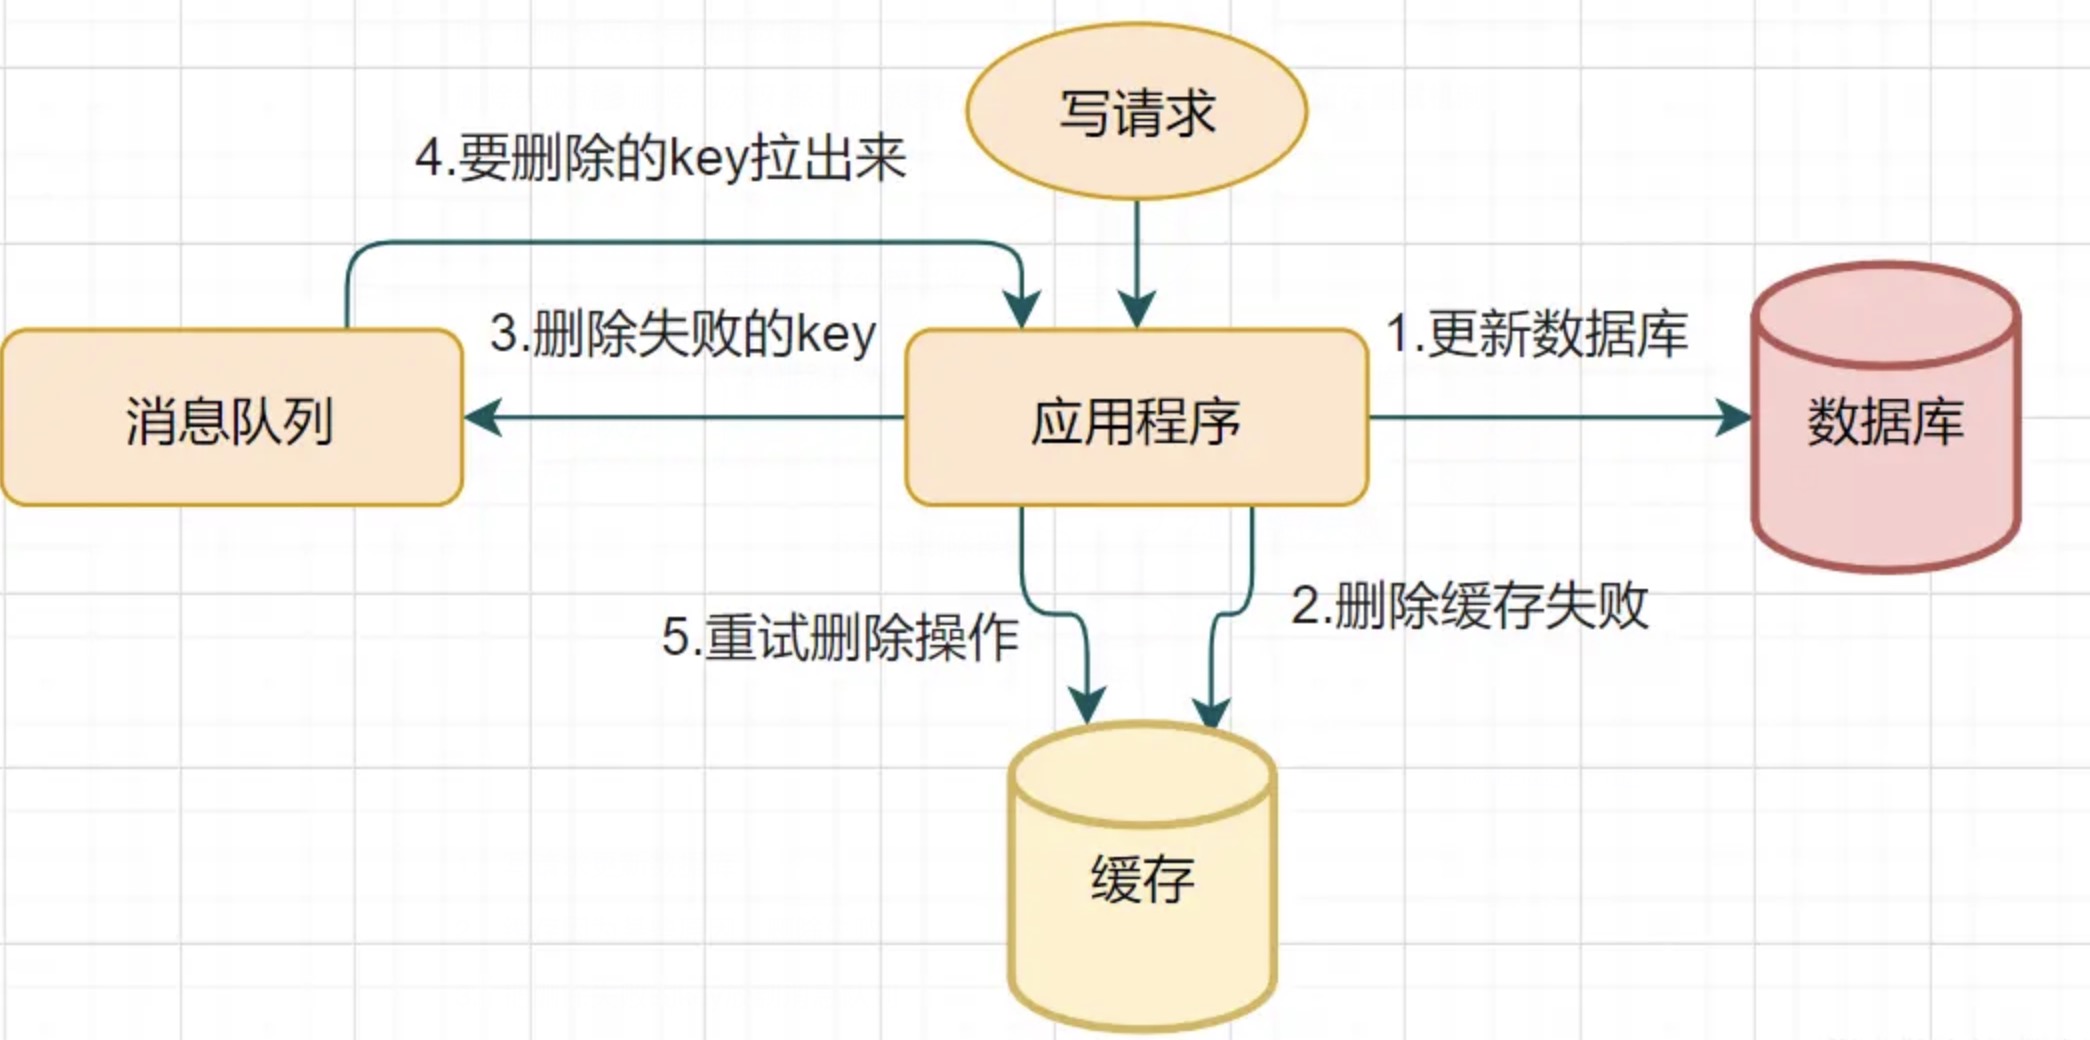 写请求
4.要删除的key拉出来
3.删除失败的key
1.更新数据库
消息队列
应用程序
数据库
5.重试删除操作
2.删除缓存失败
缓存